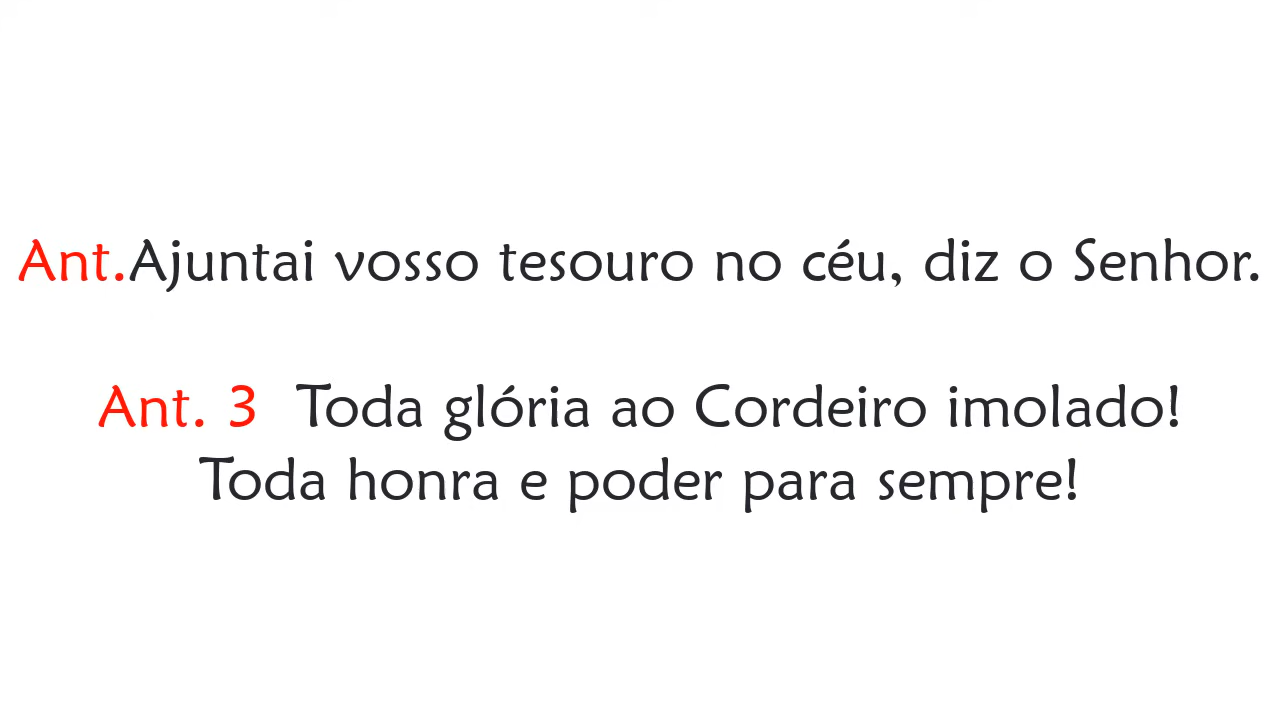 Ant.Ajuntai vosso tesouro no céu, diz o Senhor.
Ant. 3 Toda glória ao Cordeiro imolado!
Toda honra e poder para sempre!